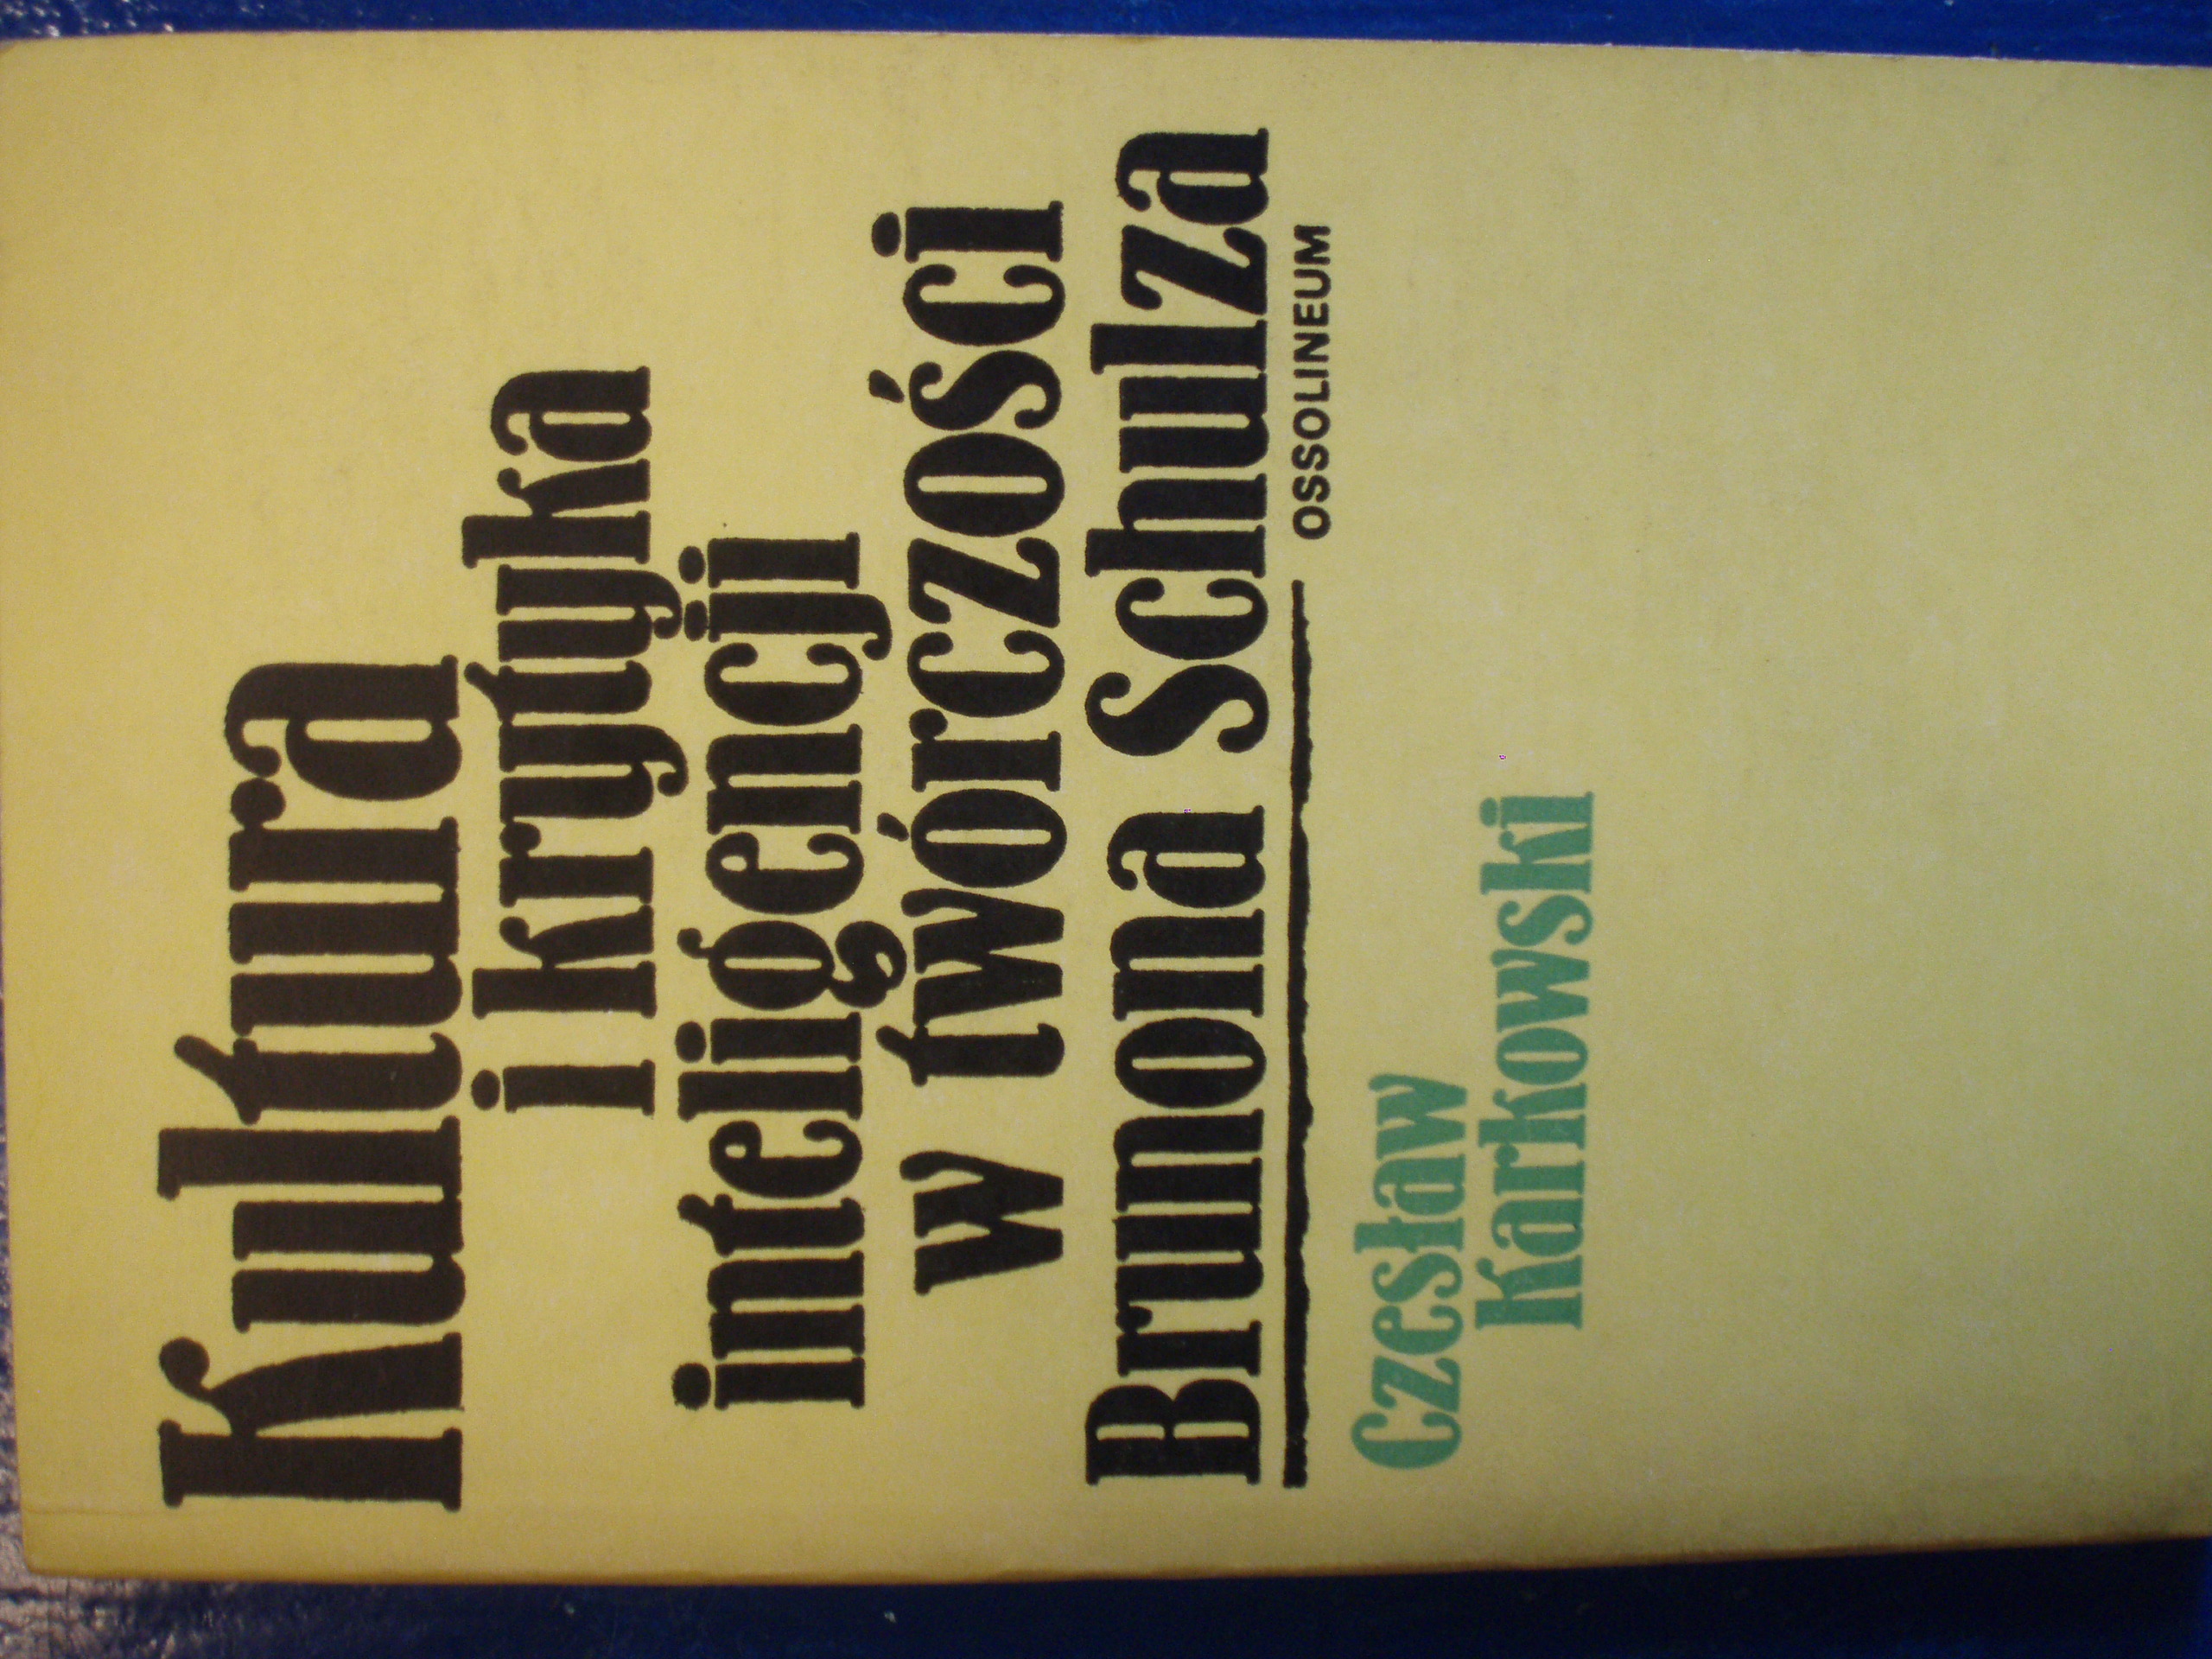 Kultura
i krytyka
inteligencji
w twórczości
Brunona Schulza
OSSOLINEUM
Czesław
Karkowski